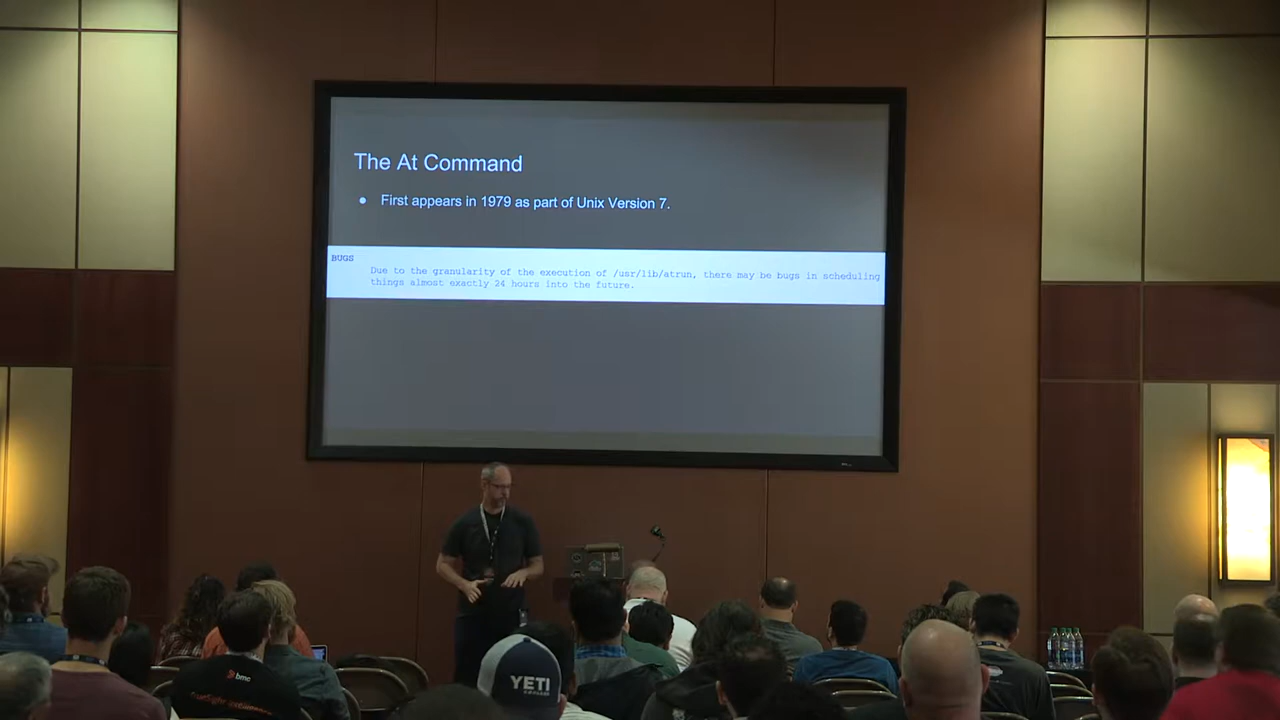 The At Command
● First appears in 1979 as part of Unix Version 7.
BUGS
Due to the granularity of the execution of /usr/lib/atrun, there may be bugs in scheduling
things almost exactly 24 hours into the future.
YETI
bmc